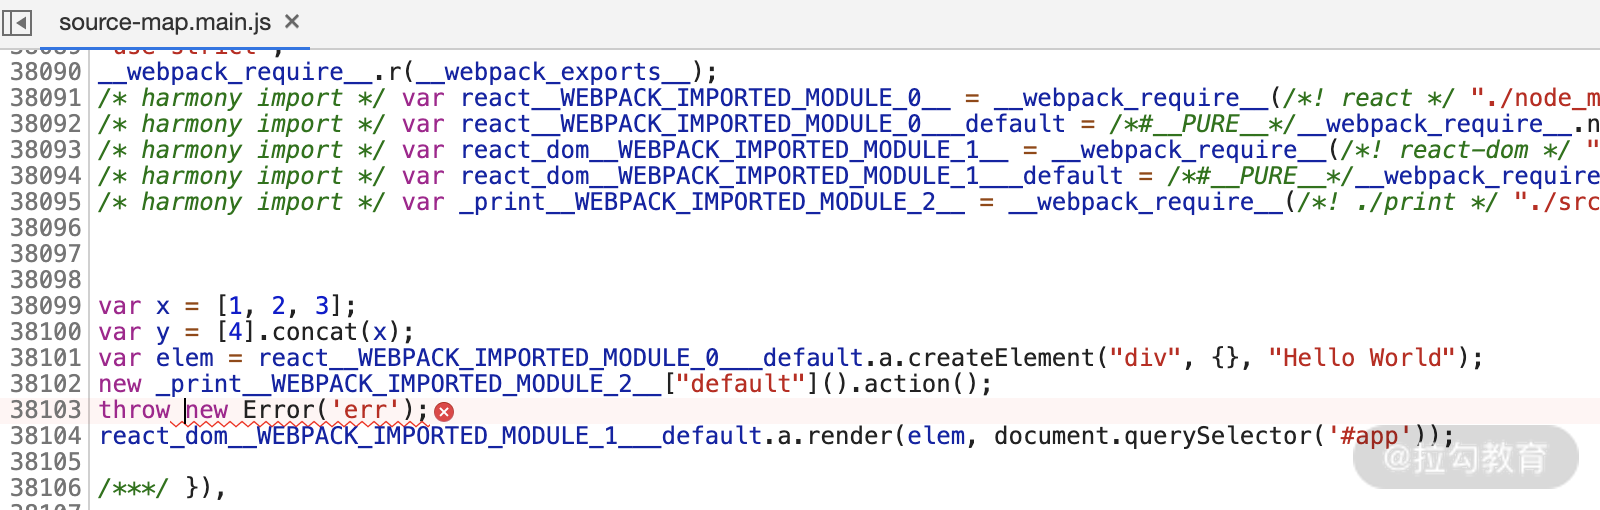 source-map.main.js ×
38089 "use strict";
38090 __webpack_require__.r(__webpack_exports__);
38091 /* harmony import */ var react__WEBPACK_IMPORTED_MODULE_0__ = __webpack_require__(/*! react */ "./node_m
38092 /* harmony import */ var react__WEBPACK_IMPORTED_MODULE_0___default = /*#__PURE__*/__webpack_require__.n
38093 /* harmony import */ var react_dom__WEBPACK_IMPORTED_MODULE_1__ = __webpack_require__(/*! react-dom */ "
38094 /* harmony import */ var react_dom__WEBPACK_IMPORTED_MODULE_1___default = /*#__PURE__*/__webpack_require
38095 /* harmony import */ var _print__WEBPACK_IMPORTED_MODULE_2__ = __webpack_require__(/*! ./print */ "./src
38096
38097
38098
38099 var x = [1, 2, 3];
38100 var y = [4].concat(x);
38101 var elem = react__WEBPACK_IMPORTED_MODULE_0___default.a.createElement("div", {}, "Hello World");
38102 new _print__WEBPACK_IMPORTED_MODULE_2__["default"]().action();
38103 throw new Error('err');
38104 react_dom__WEBPACK_IMPORTED_MODULE_1___default.a.render(elem, document.querySelector('#app'));
38105
@拉勾教育
38106 /***/ }),
38107